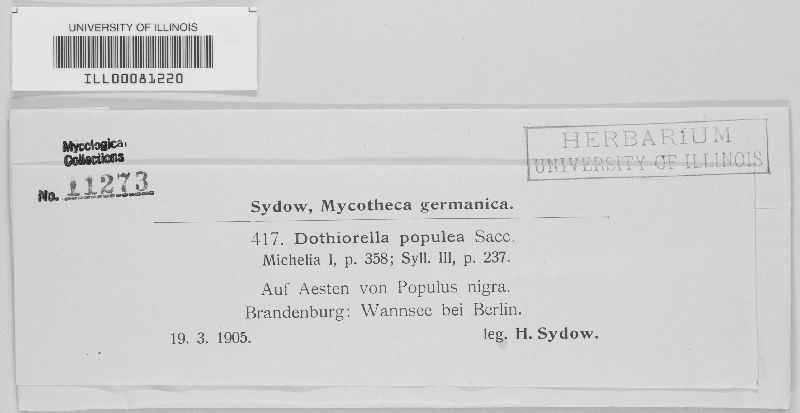 UNIVERSITY OF ILLINOIS
ILL00081220
Mycological
Collections
No. 11273
HERBARIUM
UNIVERSITY OF ILLINOIS
Sydow, Mycotheca germanica.
417. Dothiorella populea Sacc.
Michelia I, p. 358; Syll. III, p. 237.
Auf Aesten von Populus nigra.
Brandenburg: Wannsee bei Berlin.
19. 3. 1905. leg. H. Sydow.